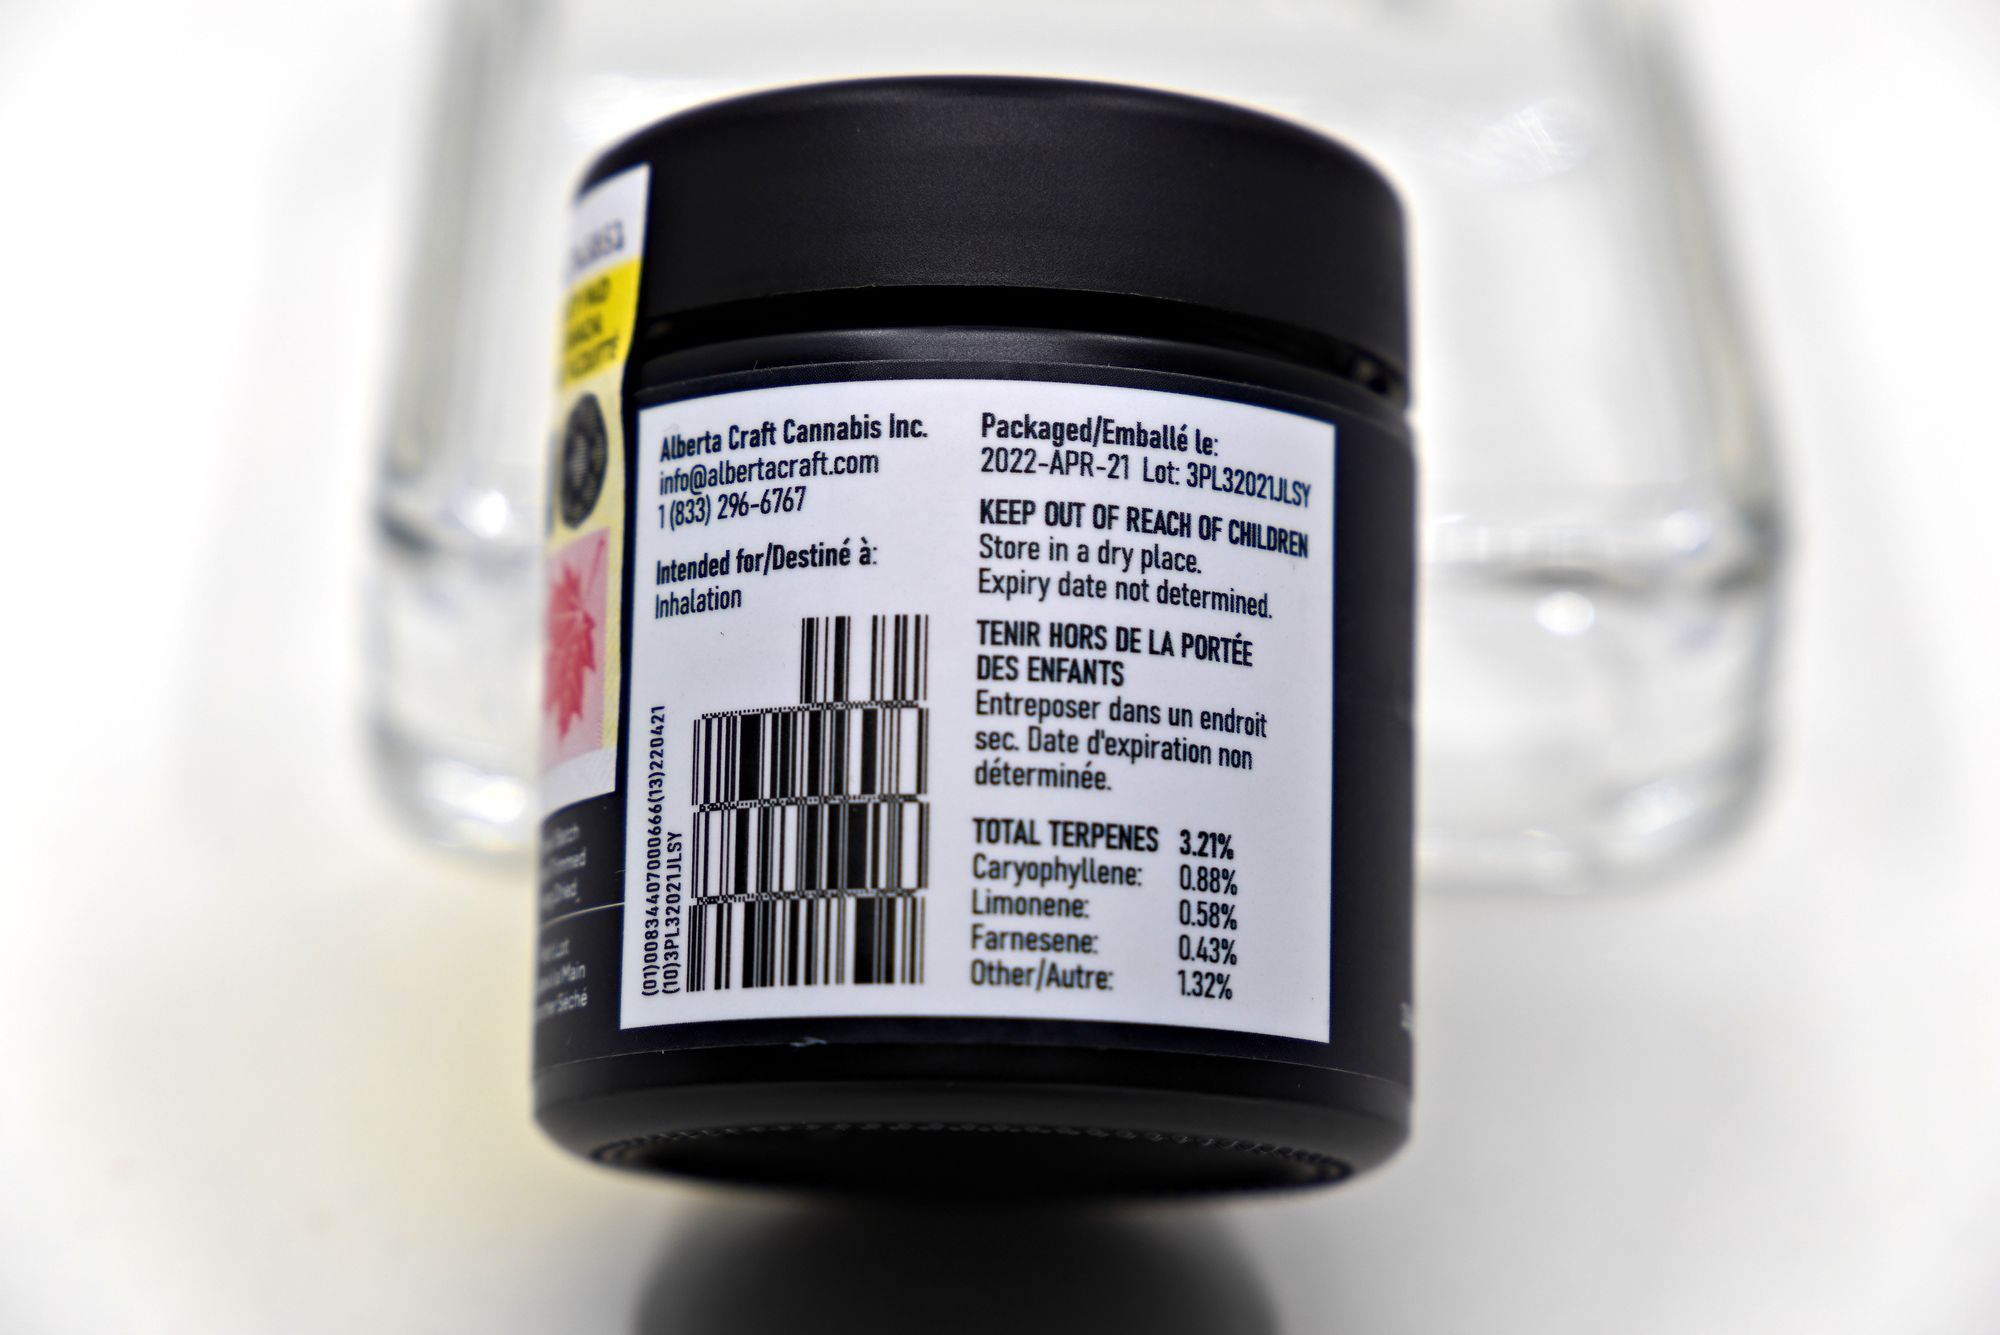 Alberta Craft Cannabis Inc.
info@albertacraft.com
1 (833) 296-6767
Intended for/Destiné à:
Inhalation
(01)00834407000666(13)220421
(10)3PL32021JLSY
Packaged/Emballé le:
2022-APR-21 Lot: 3PL32021JLSY
KEEP OUT OF REACH OF CHILDREN
Store in a dry place.
Expiry date not determined.
TENIR HORS DE LA PORTÉE
DES ENFANTS
Entreposer dans un endroit
sec. Date d'expiration non
déterminée.
TOTAL TERPENES 3.21%
Caryophyllene: 0.88%
Limonene: 0.58%
Farnesene: 0.43%
Other/Autre: 1.32%